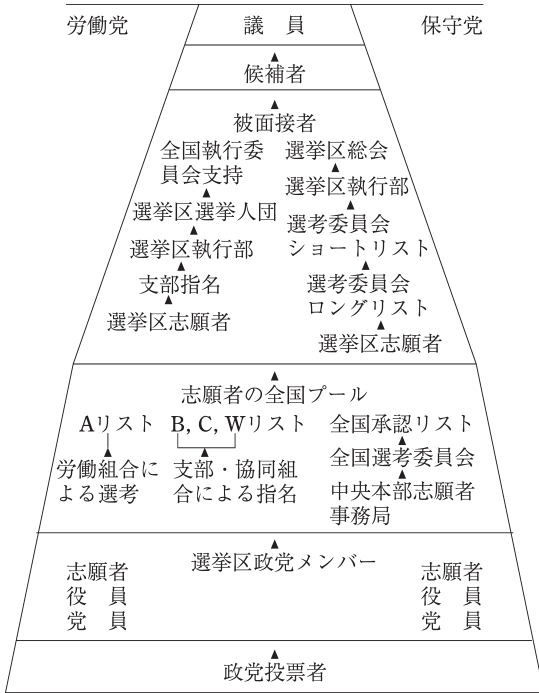 労働党
議　員
保守党
候補者
被面接者
全国執行委
員会支持
選挙区選挙人団
選挙区執行部
支部指名
選挙区志願者
選挙区総会
選挙区執行部
選考委員会
ショートリスト
選考委員会
ロングリスト
選挙区志願者
志願者の全国プール
Aリスト
B, C, Wリスト
労働組合に
よる選考
支部・協同組
合による指名
全国承認リスト
全国選考委員会
中央本部志願者
事務局
選挙区政党メンバー
志願者
役　員
党　員
志願者
役　員
党　員
政党投票者